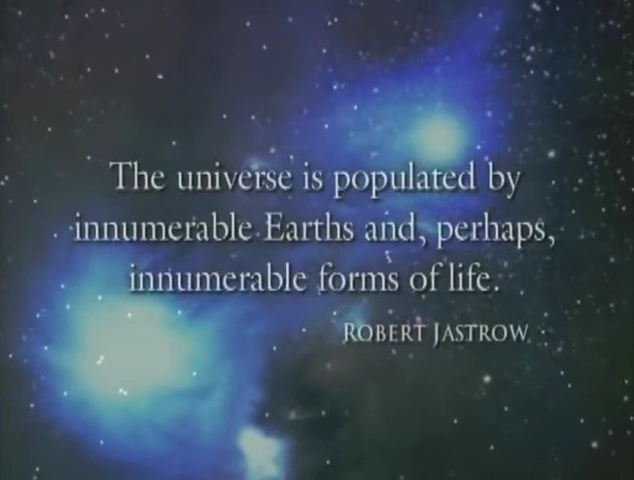 The universe is populated by
innumerable Earths and, perhaps,
innumerable forms of life.
ROBERT JASTROW